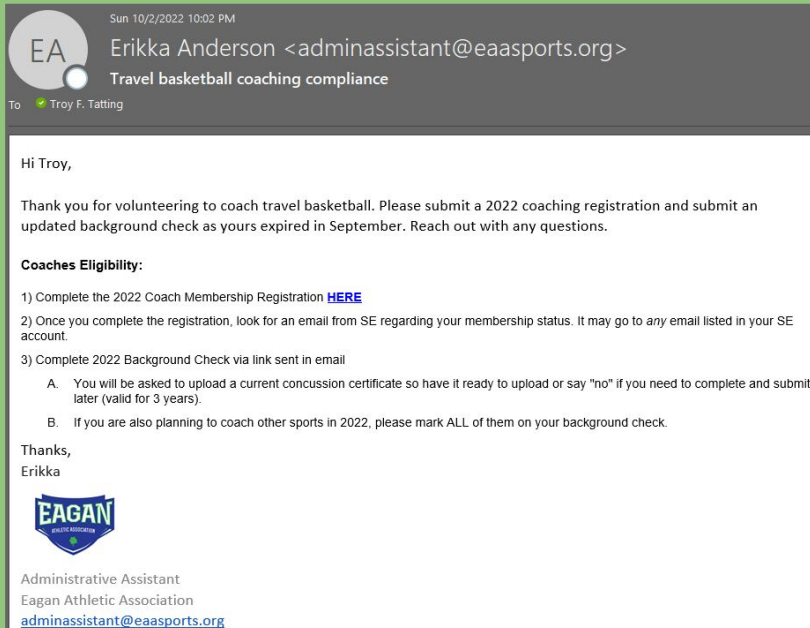 Sun 10/2/2022 10:02 PM
EA
Erikka Anderson <adminassistant@eaasports.org>
Travel basketball coaching compliance
To Troy F. Tatting
Hi Troy,
Thank you for volunteering to coach travel basketball. Please submit a 2022 coaching registration and submit an
updated background check as yours expired in September. Reach out with any questions.
Coaches Eligibility:
1) Complete the 2022 Coach Membership Registration HERE
2) Once you complete the registration, look for an email from SE regarding your membership status. It may go to any email listed in your SE
account.
3) Complete 2022 Background Check via link sent in email
A. You will be asked to upload a current concussion certificate so have it ready to upload or say "no" if you need to complete and submit
later (valid for 3 years).
B. If you are also planning to coach other sports in 2022, please mark ALL of them on your background check.
Thanks,
Erikka
EAGAN
ATHLETIC ASSOCIATION
Administrative Assistant
Eagan Athletic Association
adminassistant@eaasports.org